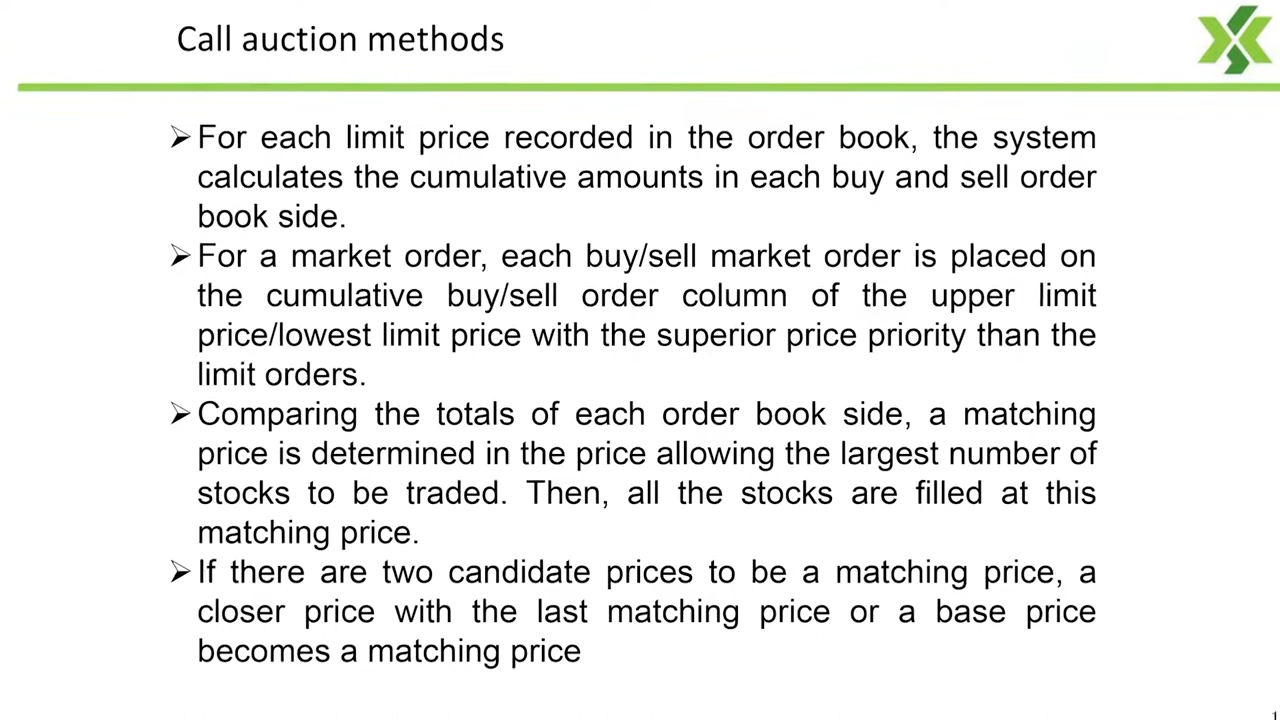 Call auction methods
➢For each limit price recorded in the order book, the system
calculates the cumulative amounts in each buy and sell order
book side.
➢For a market order, each buy/sell market order is placed on
the cumulative buy/sell order column of the upper limit
price/lowest limit price with the superior price priority than the
limit orders.
➢Comparing the totals of each order book side, a matching
price is determined in the price allowing the largest number of
stocks to be traded. Then, all the stocks are filled at this
matching price.
➢If there are two candidate prices to be a matching price, a
closer price with the last matching price or a base price
becomes a matching price